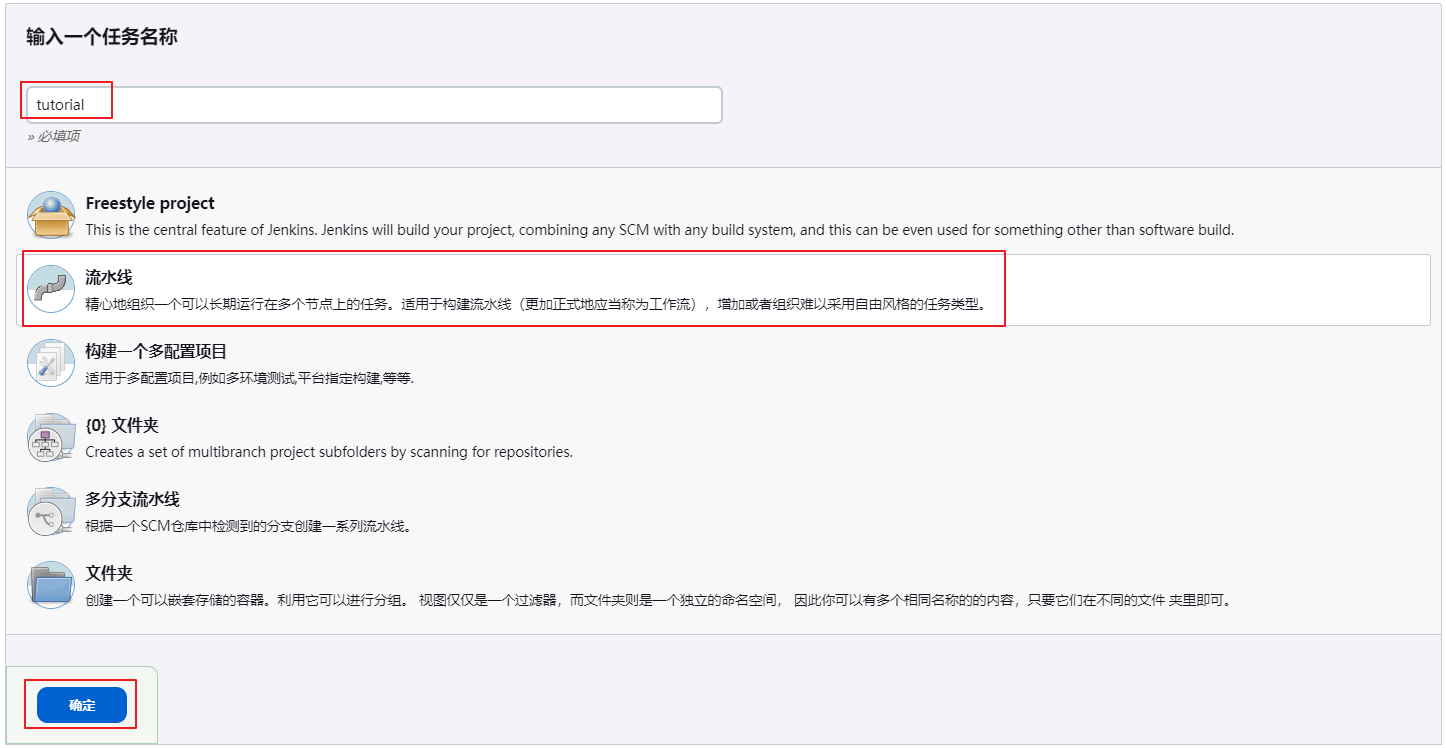 输入一个任务名称
tutorial
» 必填项
Freestyle project
This is the central feature of Jenkins. Jenkins will build your project, combining any SCM with any build system, and this can be even used for something other than software build.
流水线
精心地组织一个可以长期运行在多个节点上的任务。适用于构建流水线（更加正式地应当称为工作流），增加或者组织难以采用自由风格的任务类型。
构建一个多配置项目
适用于多配置项目,例如多环境测试,平台指定构建,等等.
{0} 文件夹
Creates a set of multibranch project subfolders by scanning for repositories.
多分支流水线
根据一个SCM仓库中检测到的分支创建一系列流水线。
文件夹
创建一个可以嵌套存储的容器。利用它可以进行分组。 视图仅仅是一个过滤器，而文件夹则是一个独立的命名空间， 因此你可以有多个相同名称的的内容，只要它们在不同的文件 夹里即可。
确定